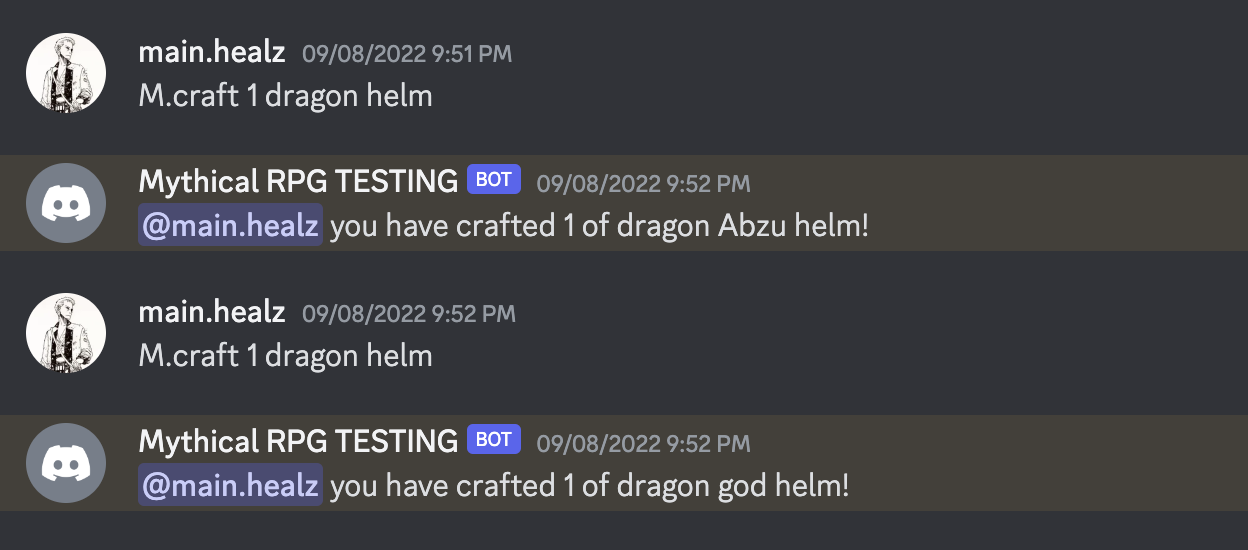 main.healz 09/08/2022 9:51 PM
M.craft 1 dragon helm
Mythical RPG TESTING BOT 09/08/2022 9:52 PM
@main.healz you have crafted 1 of dragon Abzu helm!
main.healz 09/08/2022 9:52 PM
M.craft 1 dragon helm
Mythical RPG TESTING BOT 09/08/2022 9:52 PM
@main.healz you have crafted 1 of dragon god helm!